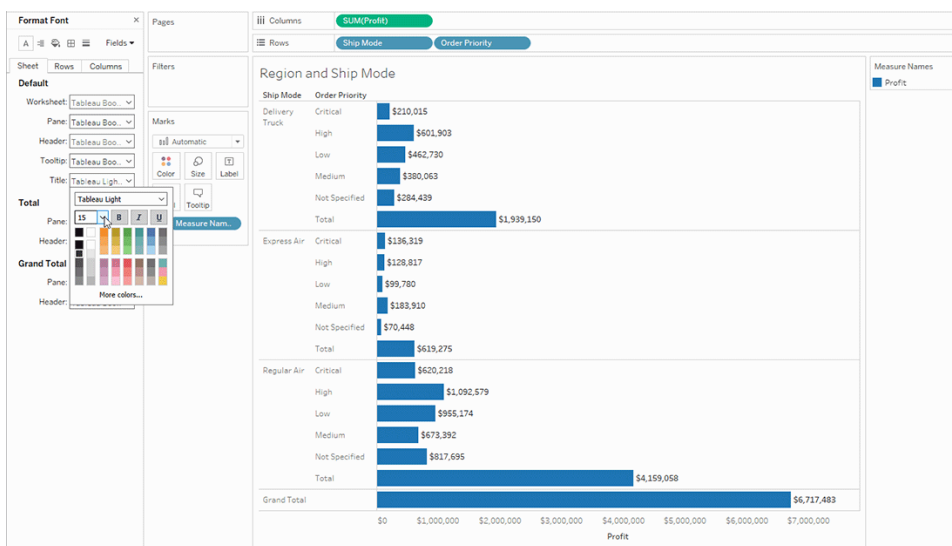 Format Font ×
A Fields
Sheet Rows Columns
Default
Worksheet: Tableau Boo..
Pane: Tableau Boo..
Header: Tableau Boo..
Tooltip: Tableau Boo..
Title: Tableau Ligh..
Tableau Light
15 B I U
More colors...
Total
Pane:
Header:
Grand Total
Pane:
Header:
Pages
Filters
Marks
Automatic
Color Size Label
Tooltip
Measure Nam..
iii Columns SUM(Profit)
Rows Ship Mode Order Priority
Region and Ship Mode
Ship Mode Order Priority
Delivery Truck
Critical $210,015
High $601,903
Low $462,730
Medium $380,063
Not Specified $284,439
Total $1,939,150
Express Air Critical $136,319
High $128,817
Low $99,780
Medium $183,910
Not Specified $70,448
Total $619,275
Regular Air Critical $620,218
High $1,092,579
Low $955,174
Medium $673,392
Not Specified $817,695
Total $4,159,058
Grand Total $6,717,483
$0 $1,000,000 $2,000,000 $3,000,000 $4,000,000 $5,000,000 $6,000,000 $7,000,000
Profit
Measure Names
Profit